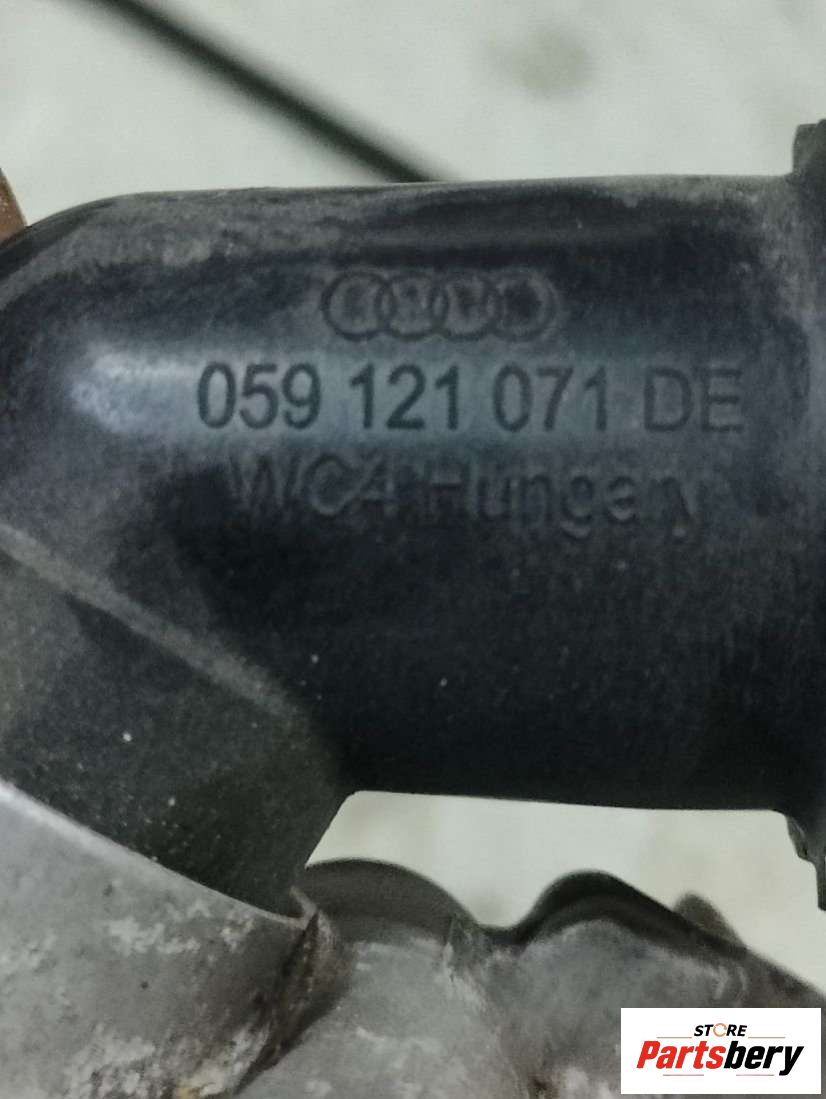 059 121 071 DE
WC4 Hungary
STORE
Partsbery